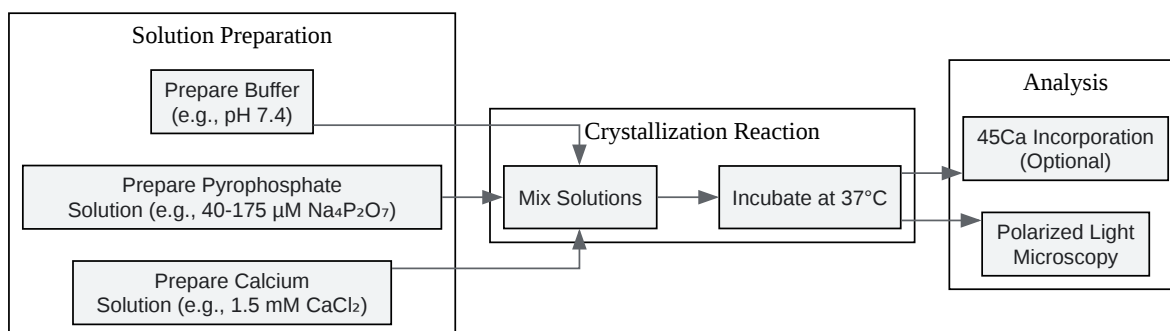 Solution Preparation
Prepare Buffer
(e.g., pH 7.4)
Prepare Pyrophosphate
Solution (e.g., 40-175 µM Na₄P₂O₇)
Prepare Calcium
Solution (e.g., 1.5 mM CaCl₂)
Crystallization Reaction
Mix Solutions
Incubate at 37°C
Analysis
45Ca Incorporation
(Optional)
Polarized Light
Microscopy